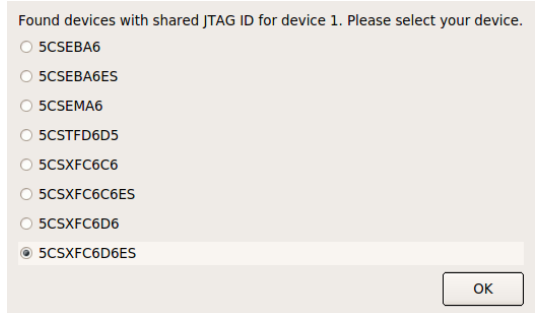 Found devices with shared JTAG ID for device 1. Please select your device.
5CSEBA6
5CSEBA6ES
5CSEMA6
5CSTFD6D5
5CSXFC6C6
5CSXFC6C6ES
5CSXFC6D6
5CSXFC6D6ES
OK